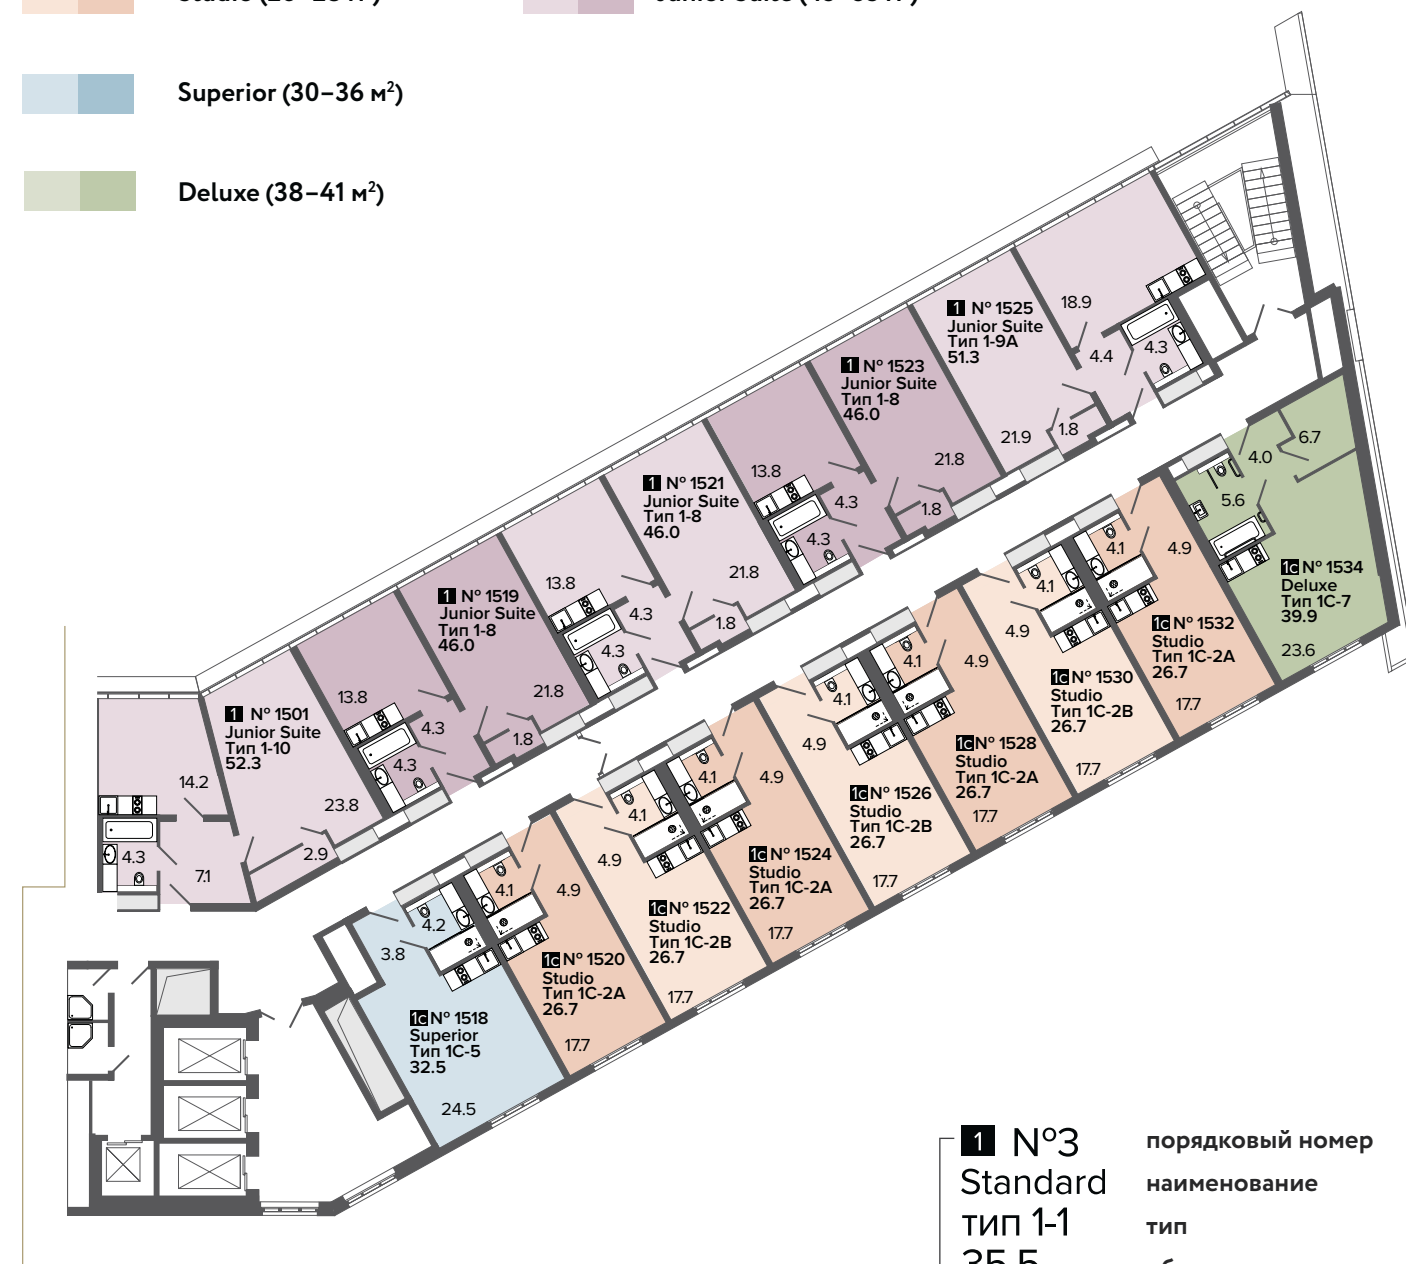 Superior (30–36 м²)
Deluxe (38–41 м²)
1 № 1525
Junior Suite
Тип 1-9А
51.3
18.9
4.4
4.3
21.9
1.8
1 № 1523
Junior Suite
Тип 1-8
46.0
13.8
4.3
4.3
21.8
1.8
1 № 1521
Junior Suite
Тип 1-8
46.0
13.8
4.3
4.3
21.8
1.8
1 № 1519
Junior Suite
Тип 1-8
46.0
13.8
4.3
4.3
21.8
1.8
1 № 1501
Junior Suite
Тип 1-10
52.3
14.2
23.8
4.3
7.1
2.9
6.7
4.0
5.6
1с № 1534
Deluxe
Тип 1С-7
39.9
23.6
4.1
4.9
1с № 1532
Studio
Тип 1С-2А
26.7
17.7
4.1
4.9
1с № 1530
Studio
Тип 1С-2В
26.7
17.7
4.1
4.9
1с № 1528
Studio
Тип 1С-2А
26.7
17.7
4.1
4.9
1с № 1526
Studio
Тип 1С-2В
26.7
17.7
4.1
4.9
1с № 1524
Studio
Тип 1С-2А
26.7
17.7
4.1
4.9
1с № 1522
Studio
Тип 1С-2В
26.7
17.7
4.1
4.9
1с № 1520
Studio
Тип 1С-2А
26.7
17.7
4.2
3.8
1с № 1518
Superior
Тип 1С-5
32.5
24.5
1 №3 порядковый номер
Standard наименование
тип 1-1 тип
35.5